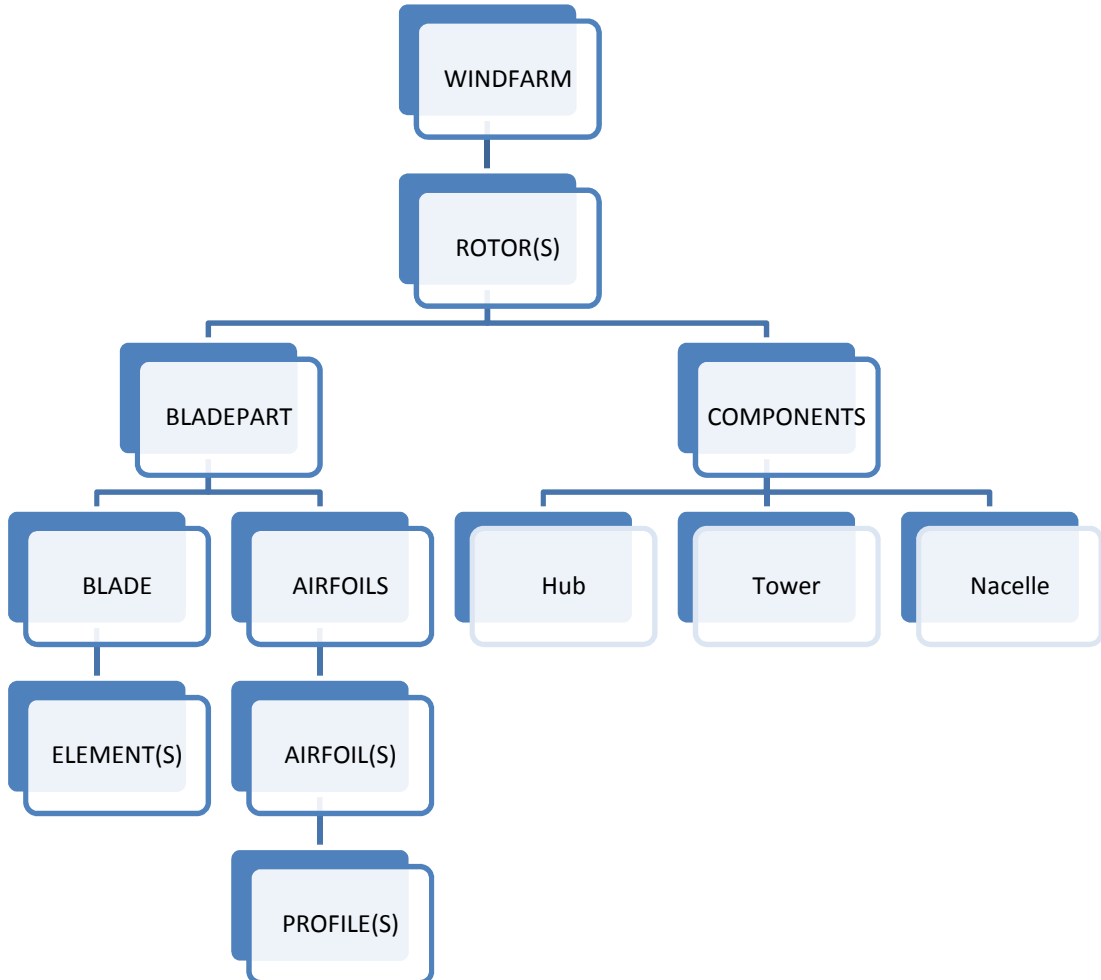 WINDFARM
ROTOR(S)
BLADEPART
COMPONENTS
BLADE
AIRFOILS
Hub
Tower
Nacelle
ELEMENT(S)
AIRFOIL(S)
PROFILE(S)